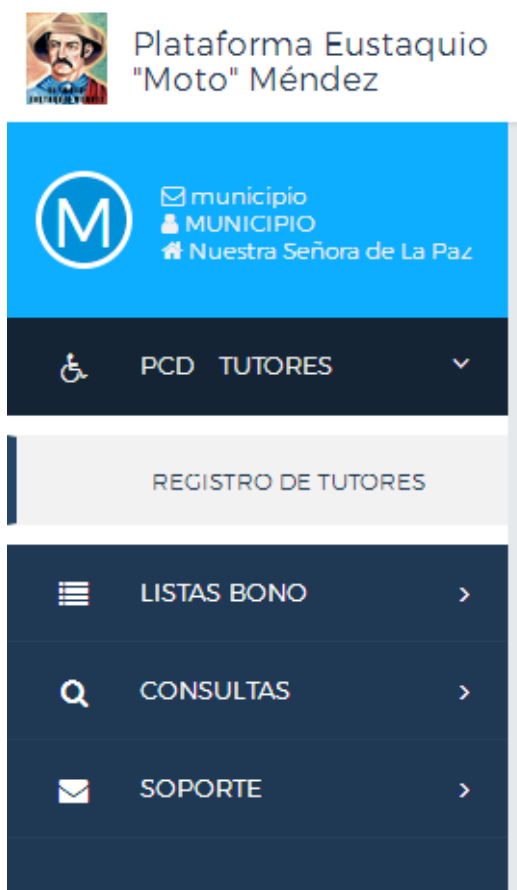 Plataforma Eustaquio
"Moto" Méndez
M
municipio
MUNICIPIO
Nuestra Señora de La Paz
PCD TUTORES
REGISTRO DE TUTORES
LISTAS BONO
CONSULTAS
SOPORTE